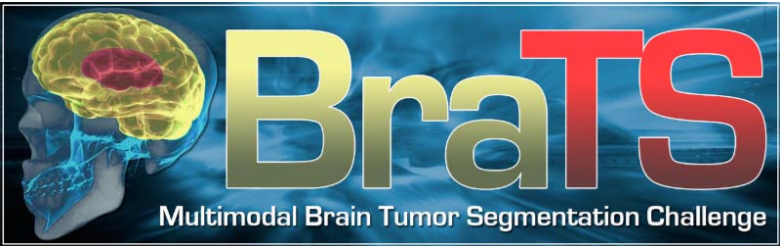 BraTS
Multimodal Brain Tumor Segmentation Challenge